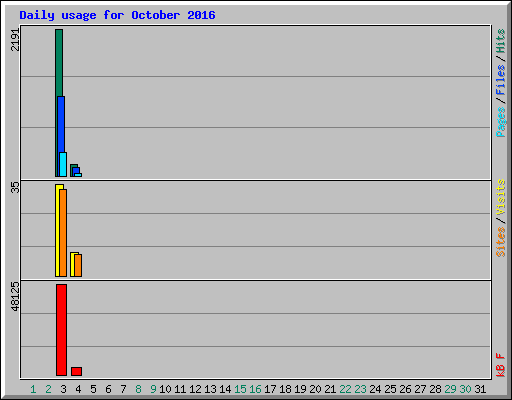 Daily usage for October 2016
2191
35
48125
Pages / Files / Hits
Sites / Visits
kB F
1 2 3 4 5 6 7 8 9 10 11 12 13 14 15 16 17 18 19 20 21 22 23 24 25 26 27 28 29 30 31